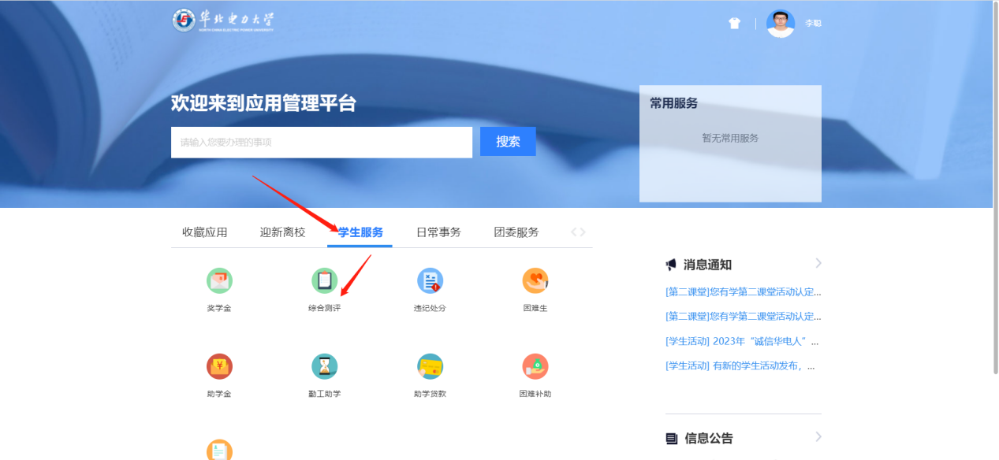 华北电力大学
NORTH CHINA ELECTRIC POWER UNIVERSITY
李聪
欢迎来到应用管理平台
请输入您要办理的事项
搜索
常用服务
暂无常用服务
收藏应用 迎新离校 学生服务 日常事务 团委服务
奖学金 综合测评 违纪处分 困难生
助学金 勤工助学 助学贷款 困难补助
消息通知
[第二课堂]您有学第二课堂活动认定...
[第二课堂]您有学第二课堂活动认定...
[学生活动] 2023年“诚信华电人” ...
[学生活动] 有新的学生活动发布，...
信息公告